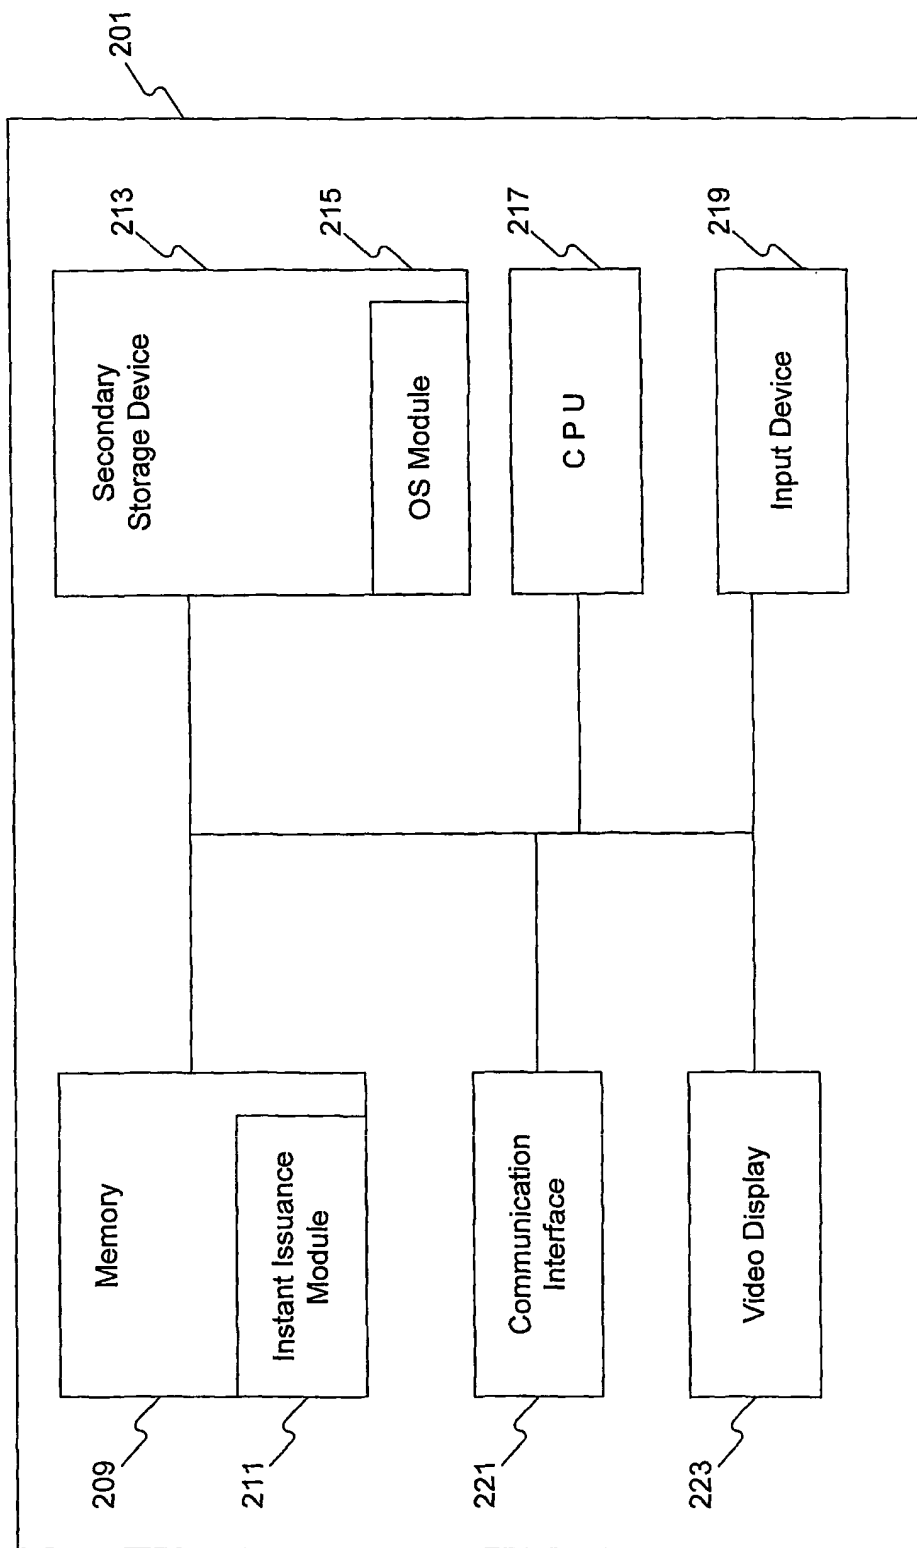 201
Memory
Instant Issuance
Module
209
211
Secondary
Storage Device
OS Module
213
215
Communication
Interface
221
C P U
217
Video Display
223
Input Device
219